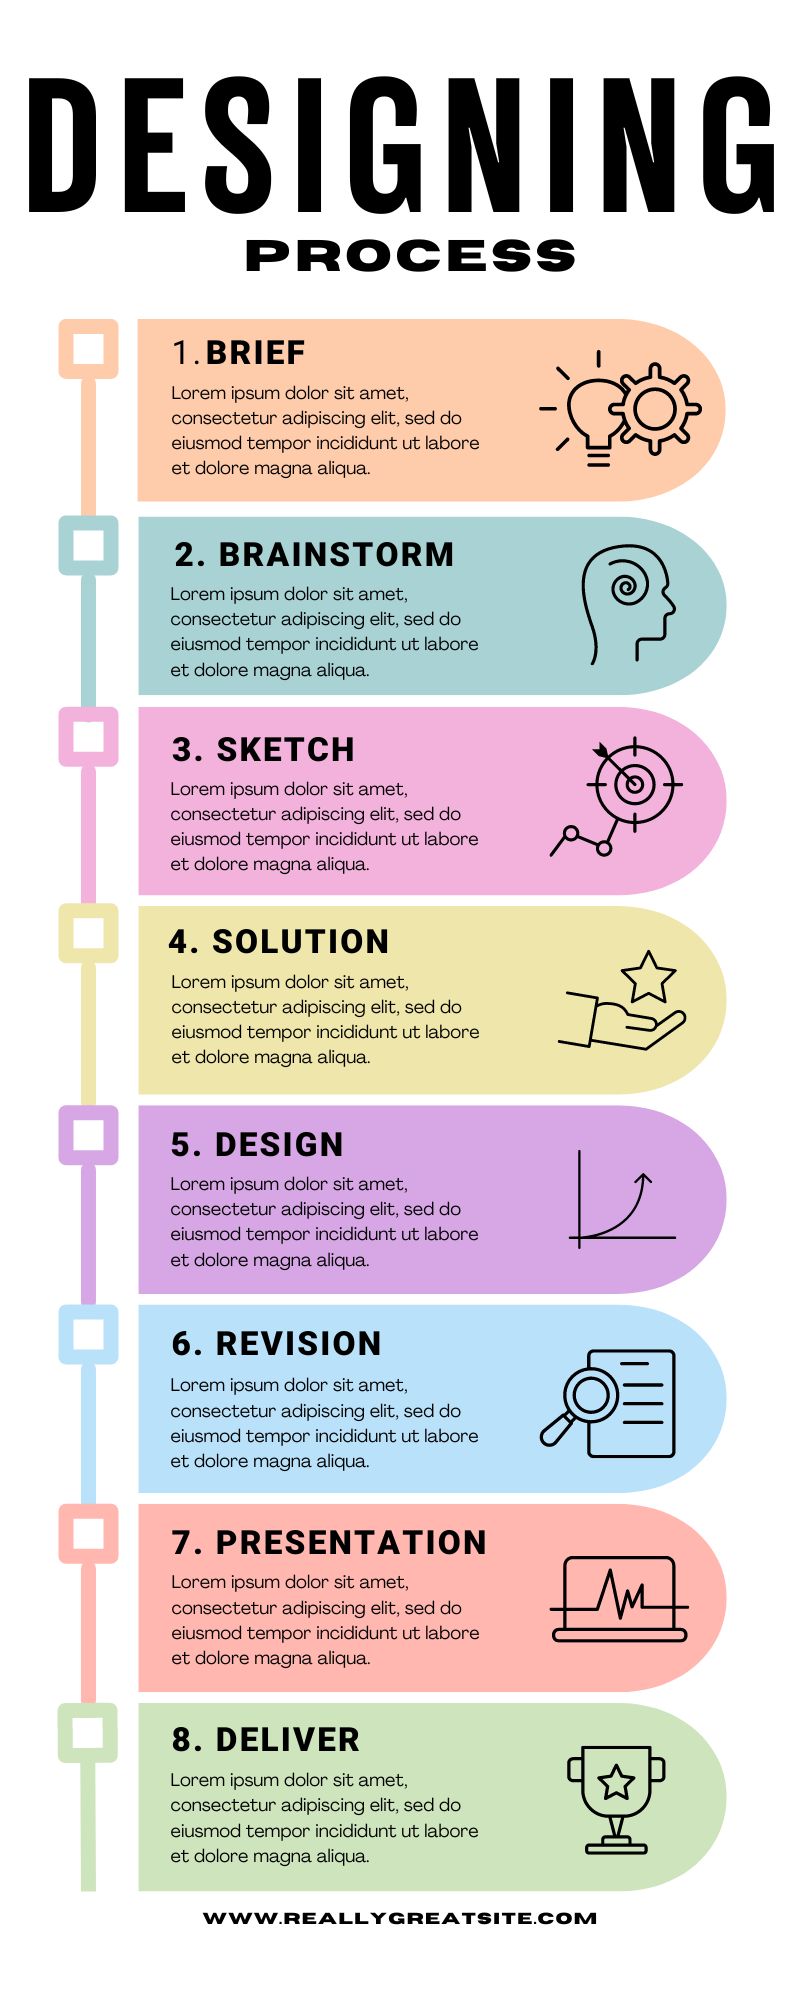 DESIGNING
PROCESS
1. BRIEF
Lorem ipsum dolor sit amet,
consectetur adipiscing elit, sed do
eiusmod tempor incididunt ut labore
et dolore magna aliqua.
2. BRAINSTORM
Lorem ipsum dolor sit amet,
consectetur adipiscing elit, sed do
eiusmod tempor incididunt ut labore
et dolore magna aliqua.
3. SKETCH
Lorem ipsum dolor sit amet,
consectetur adipiscing elit, sed do
eiusmod tempor incididunt ut labore
et dolore magna aliqua.
4. SOLUTION
Lorem ipsum dolor sit amet,
consectetur adipiscing elit, sed do
eiusmod tempor incididunt ut labore
et dolore magna aliqua.
5. DESIGN
Lorem ipsum dolor sit amet,
consectetur adipiscing elit, sed do
eiusmod tempor incididunt ut labore
et dolore magna aliqua.
6. REVISION
Lorem ipsum dolor sit amet,
consectetur adipiscing elit, sed do
eiusmod tempor incididunt ut labore
et dolore magna aliqua.
7. PRESENTATION
Lorem ipsum dolor sit amet,
consectetur adipiscing elit, sed do
eiusmod tempor incididunt ut labore
et dolore magna aliqua.
8. DELIVER
Lorem ipsum dolor sit amet,
consectetur adipiscing elit, sed do
eiusmod tempor incididunt ut labore
et dolore magna aliqua.
WWW.REALLYGREATSITE.COM